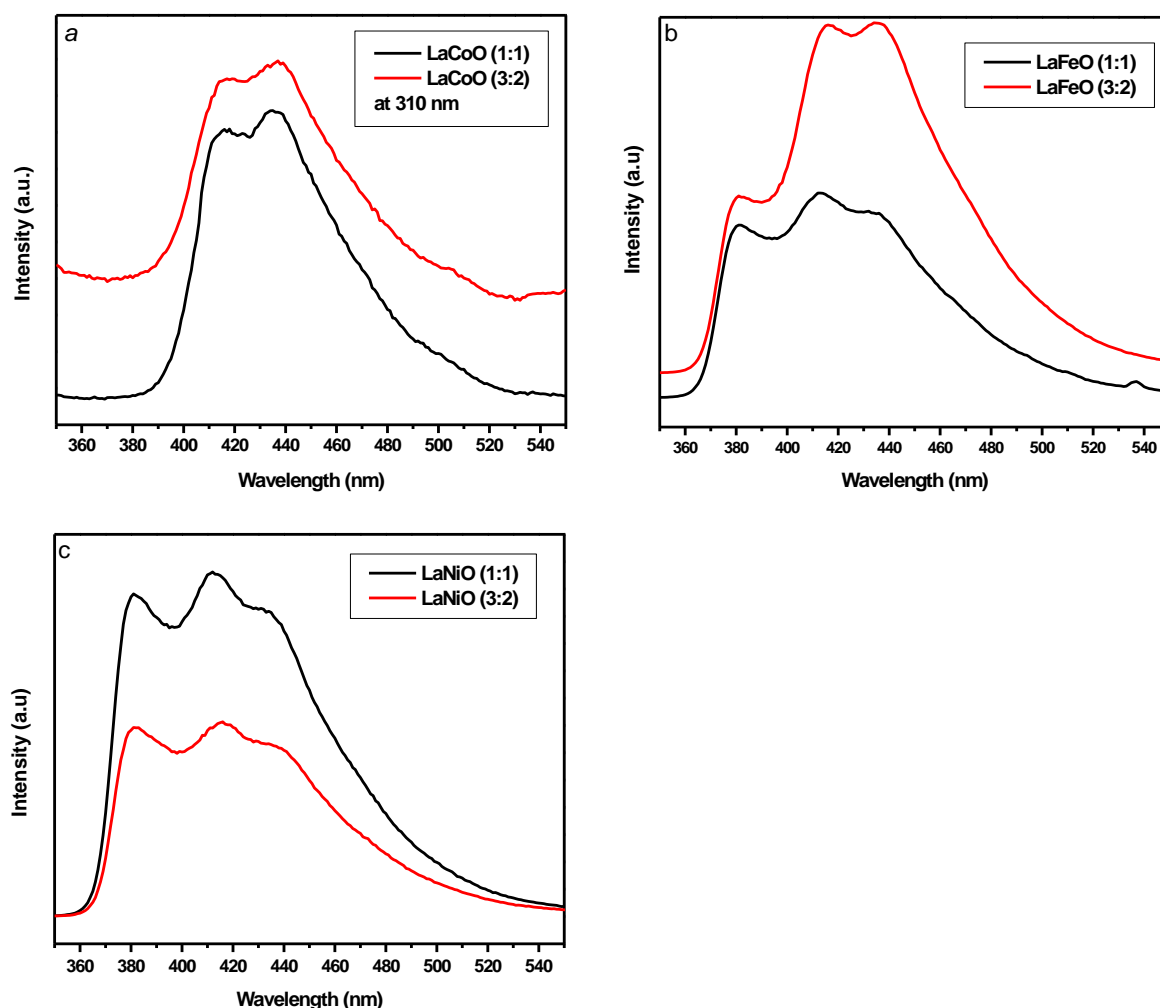 a
LaCoO (1:1)
LaCoO (3:2)
at 310 nm
Intensity (a.u.)
360 380 400 420 440 460 480 500 520 540
Wavelength (nm)
b
LaFeO (1:1)
LaFeO (3:2)
Intensity (a.u)
360 380 400 420 440 460 480 500 520 540
Wavelength (nm)
c
LaNiO (1:1)
LaNiO (3:2)
Intensity (a.u)
360 380 400 420 440 460 480 500 520 540
Wavelength (nm)